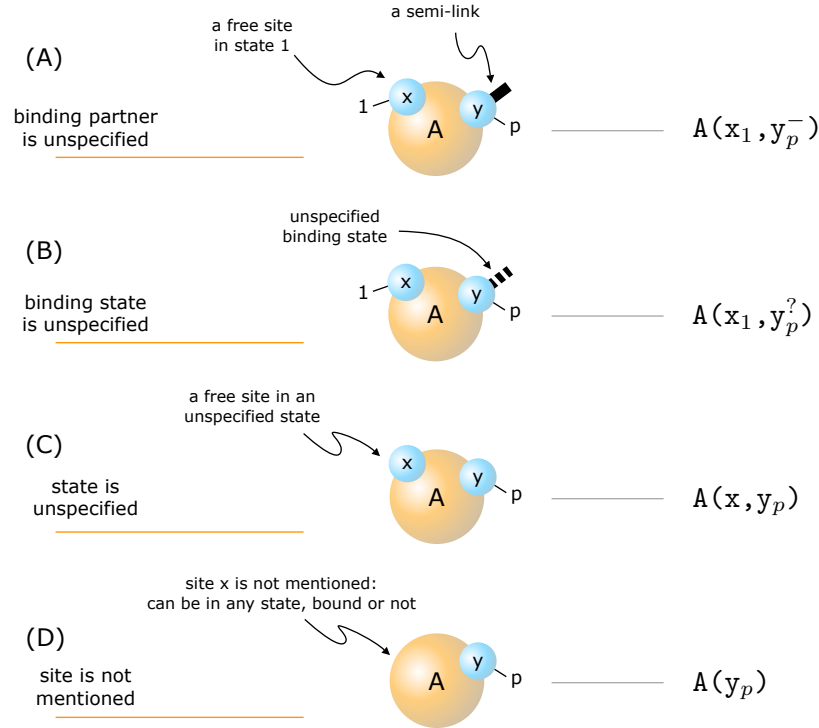 (A)
a free site
in state 1
a semi-link
binding partner
is unspecified
1 x A y p
A(x₁,yₚ⁻)
(B)
unspecified
binding state
binding state
is unspecified
1 x A y p
A(x₁,yₚ?)
(C)
a free site in an
unspecified state
state is
unspecified
x A y p
A(x,yₚ)
(D)
site x is not mentioned:
can be in any state, bound or not
site is not
mentioned
A y p
A(yₚ)